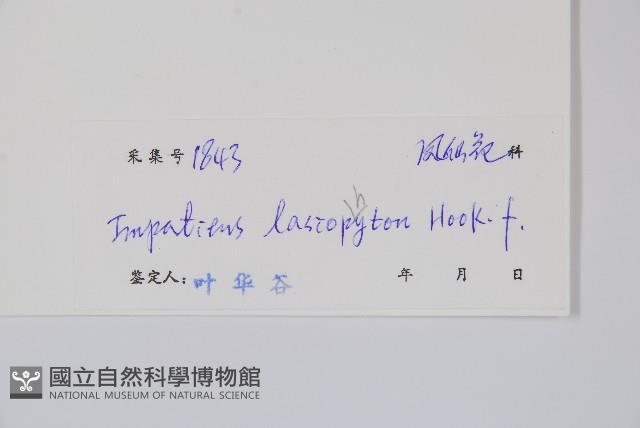 采集号 1843 凤仙花科
Impatiens lasiopyton Hook. f.
h
鉴定人：叶华谷 年 月 日
國立自然科學博物館
NATIONAL MUSEUM OF NATURAL SCIENCE